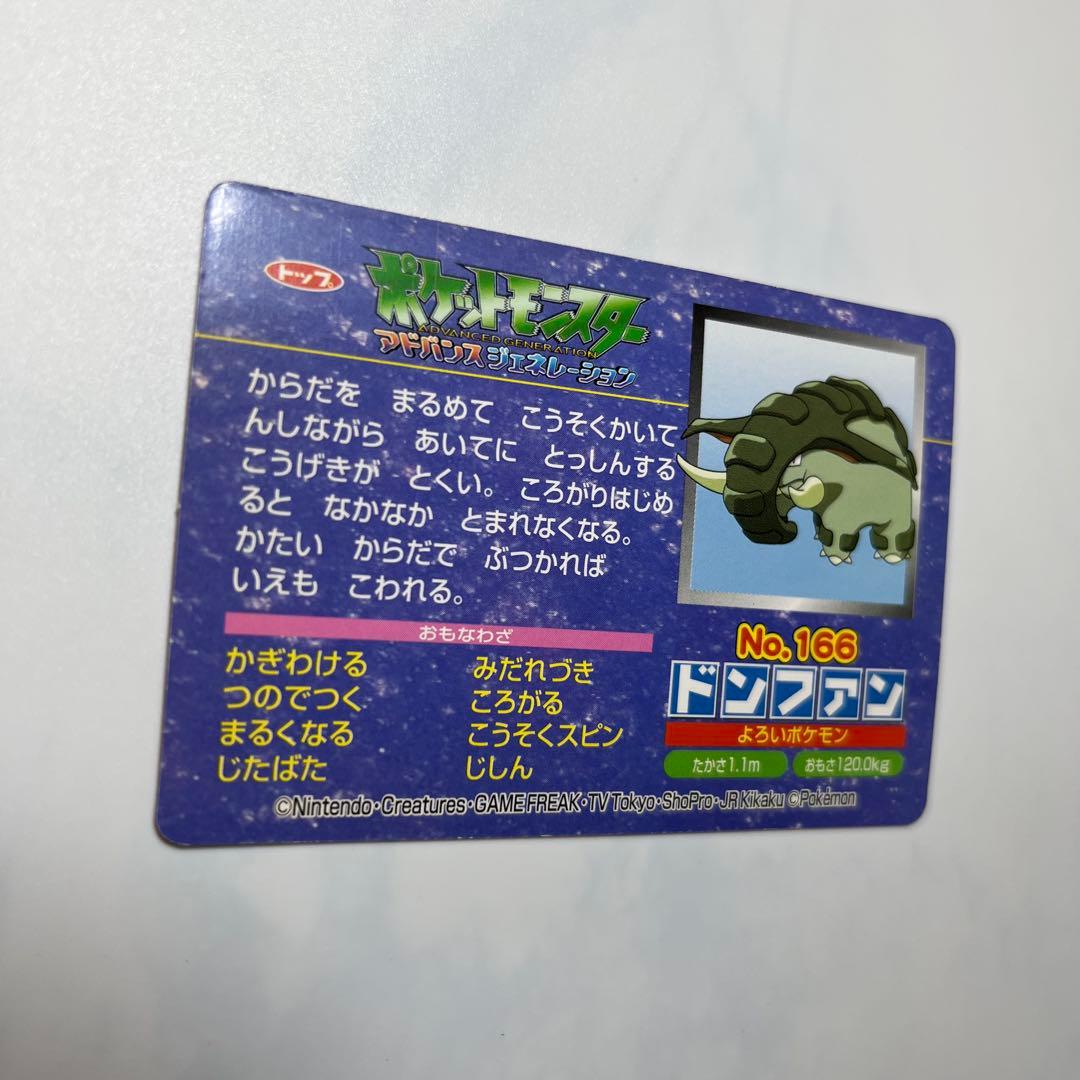 トップ。
ポケットモンスター
ADVANCED GENERATION
アドバンスジェネレーション
からだを まるめて こうそくかいて
んしながら あいてに とっしんする
こうげきが とくい。 ころがりはじめ
ると なかなか とまれなくなる。
かたい からだで ぶつかれば
いえも こわれる。
おもなわざ
かぎわける みだれづき
つのでつく ころがる
まるくなる こうそくスピン
じたばた じしん
No.166
ドンファン
よろいポケモン
たかさ1.1m おもさ120.0kg
©Nintendo・Creatures・GAME FREAK・TV Tokyo・ShoPro・JR Kikaku ©Pokémon